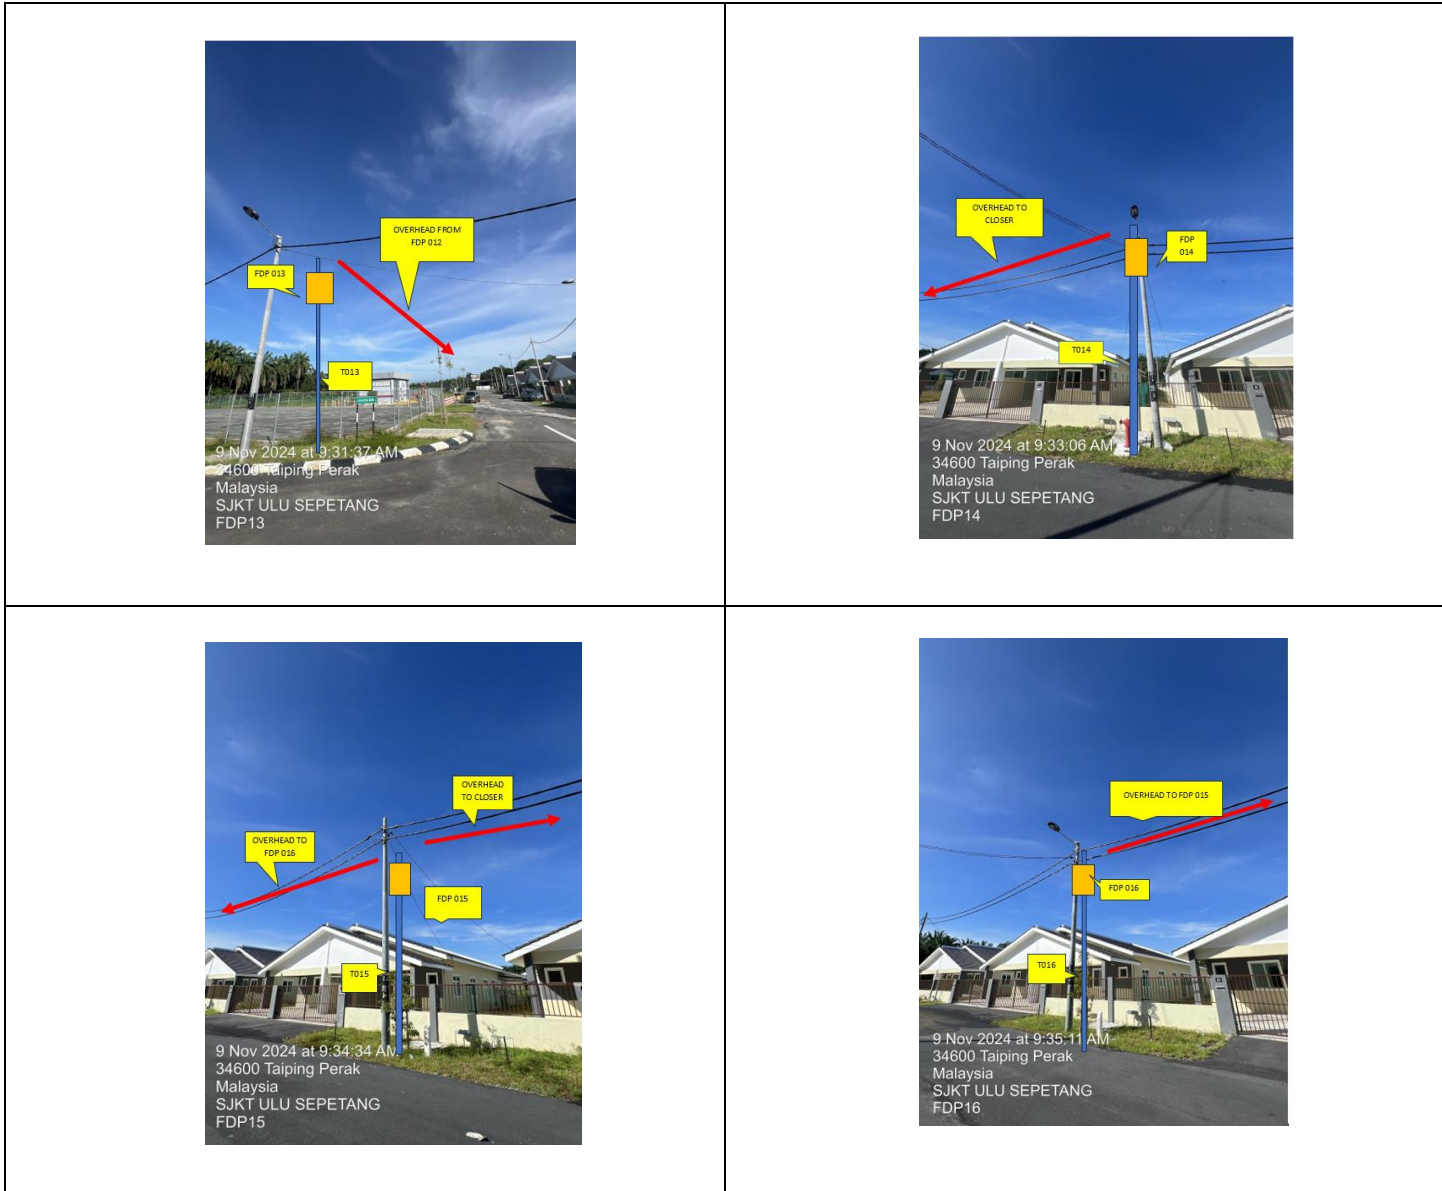 OVERHEAD FROM
FDP 012
FDP 013
T013
9 Nov 2024 at 9:31:37 AM
34600 Taiping Perak
Malaysia
SJKT ULU SEPETANG
FDP13
OVERHEAD TO
CLOSER
FDP
014
T014
9 Nov 2024 at 9:33:06 AM
34600 Taiping Perak
Malaysia
SJKT ULU SEPETANG
FDP14
OVERHEAD
TO CLOSER
OVERHEAD TO
FDP 016
FDP 015
T015
9 Nov 2024 at 9:34:34 AM
34600 Taiping Perak
Malaysia
SJKT ULU SEPETANG
FDP15
OVERHEAD TO FDP 015
FDP 016
T016
9 Nov 2024 at 9:35:11 AM
34600 Taiping Perak
Malaysia
SJKT ULU SEPETANG
FDP16